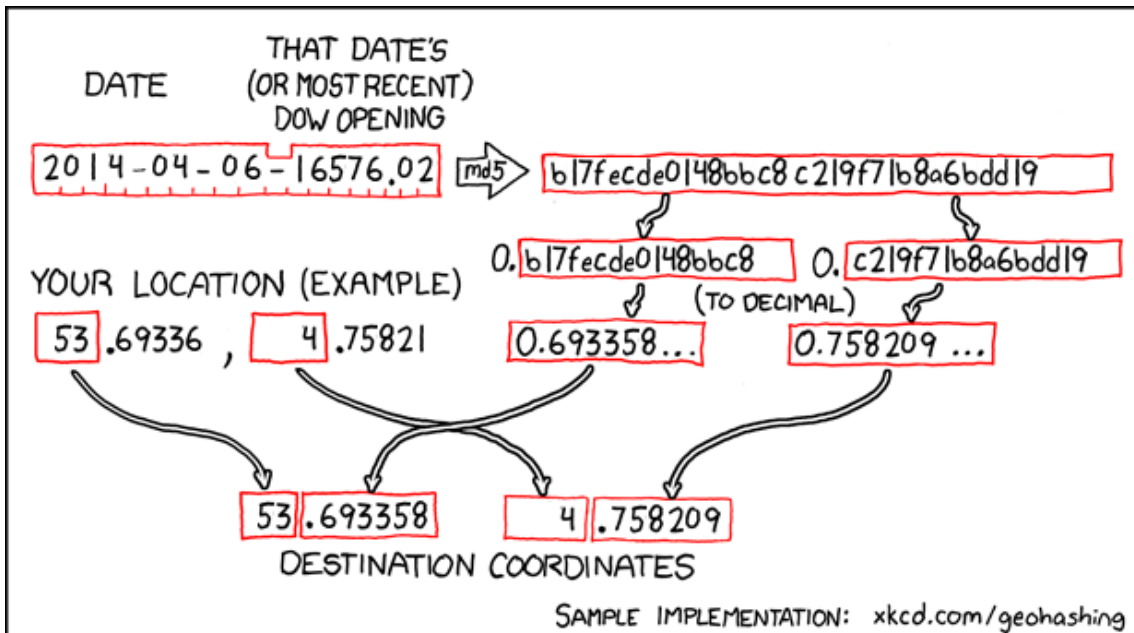 THAT DATE'S
DATE (OR MOST RECENT)
DOW OPENING
2014-04-06-16576.02 md5 b17fecde0148bbc8c219f71b8a6bdd19
0. b17fecde0148bbc8 0. c219f71b8a6bdd19
YOUR LOCATION (EXAMPLE) (TO DECIMAL)
53.69336, 4.75821 0.693358... 0.758209 ...
53.693358 4.758209
DESTINATION COORDINATES
SAMPLE IMPLEMENTATION: xkcd.com/geohashing